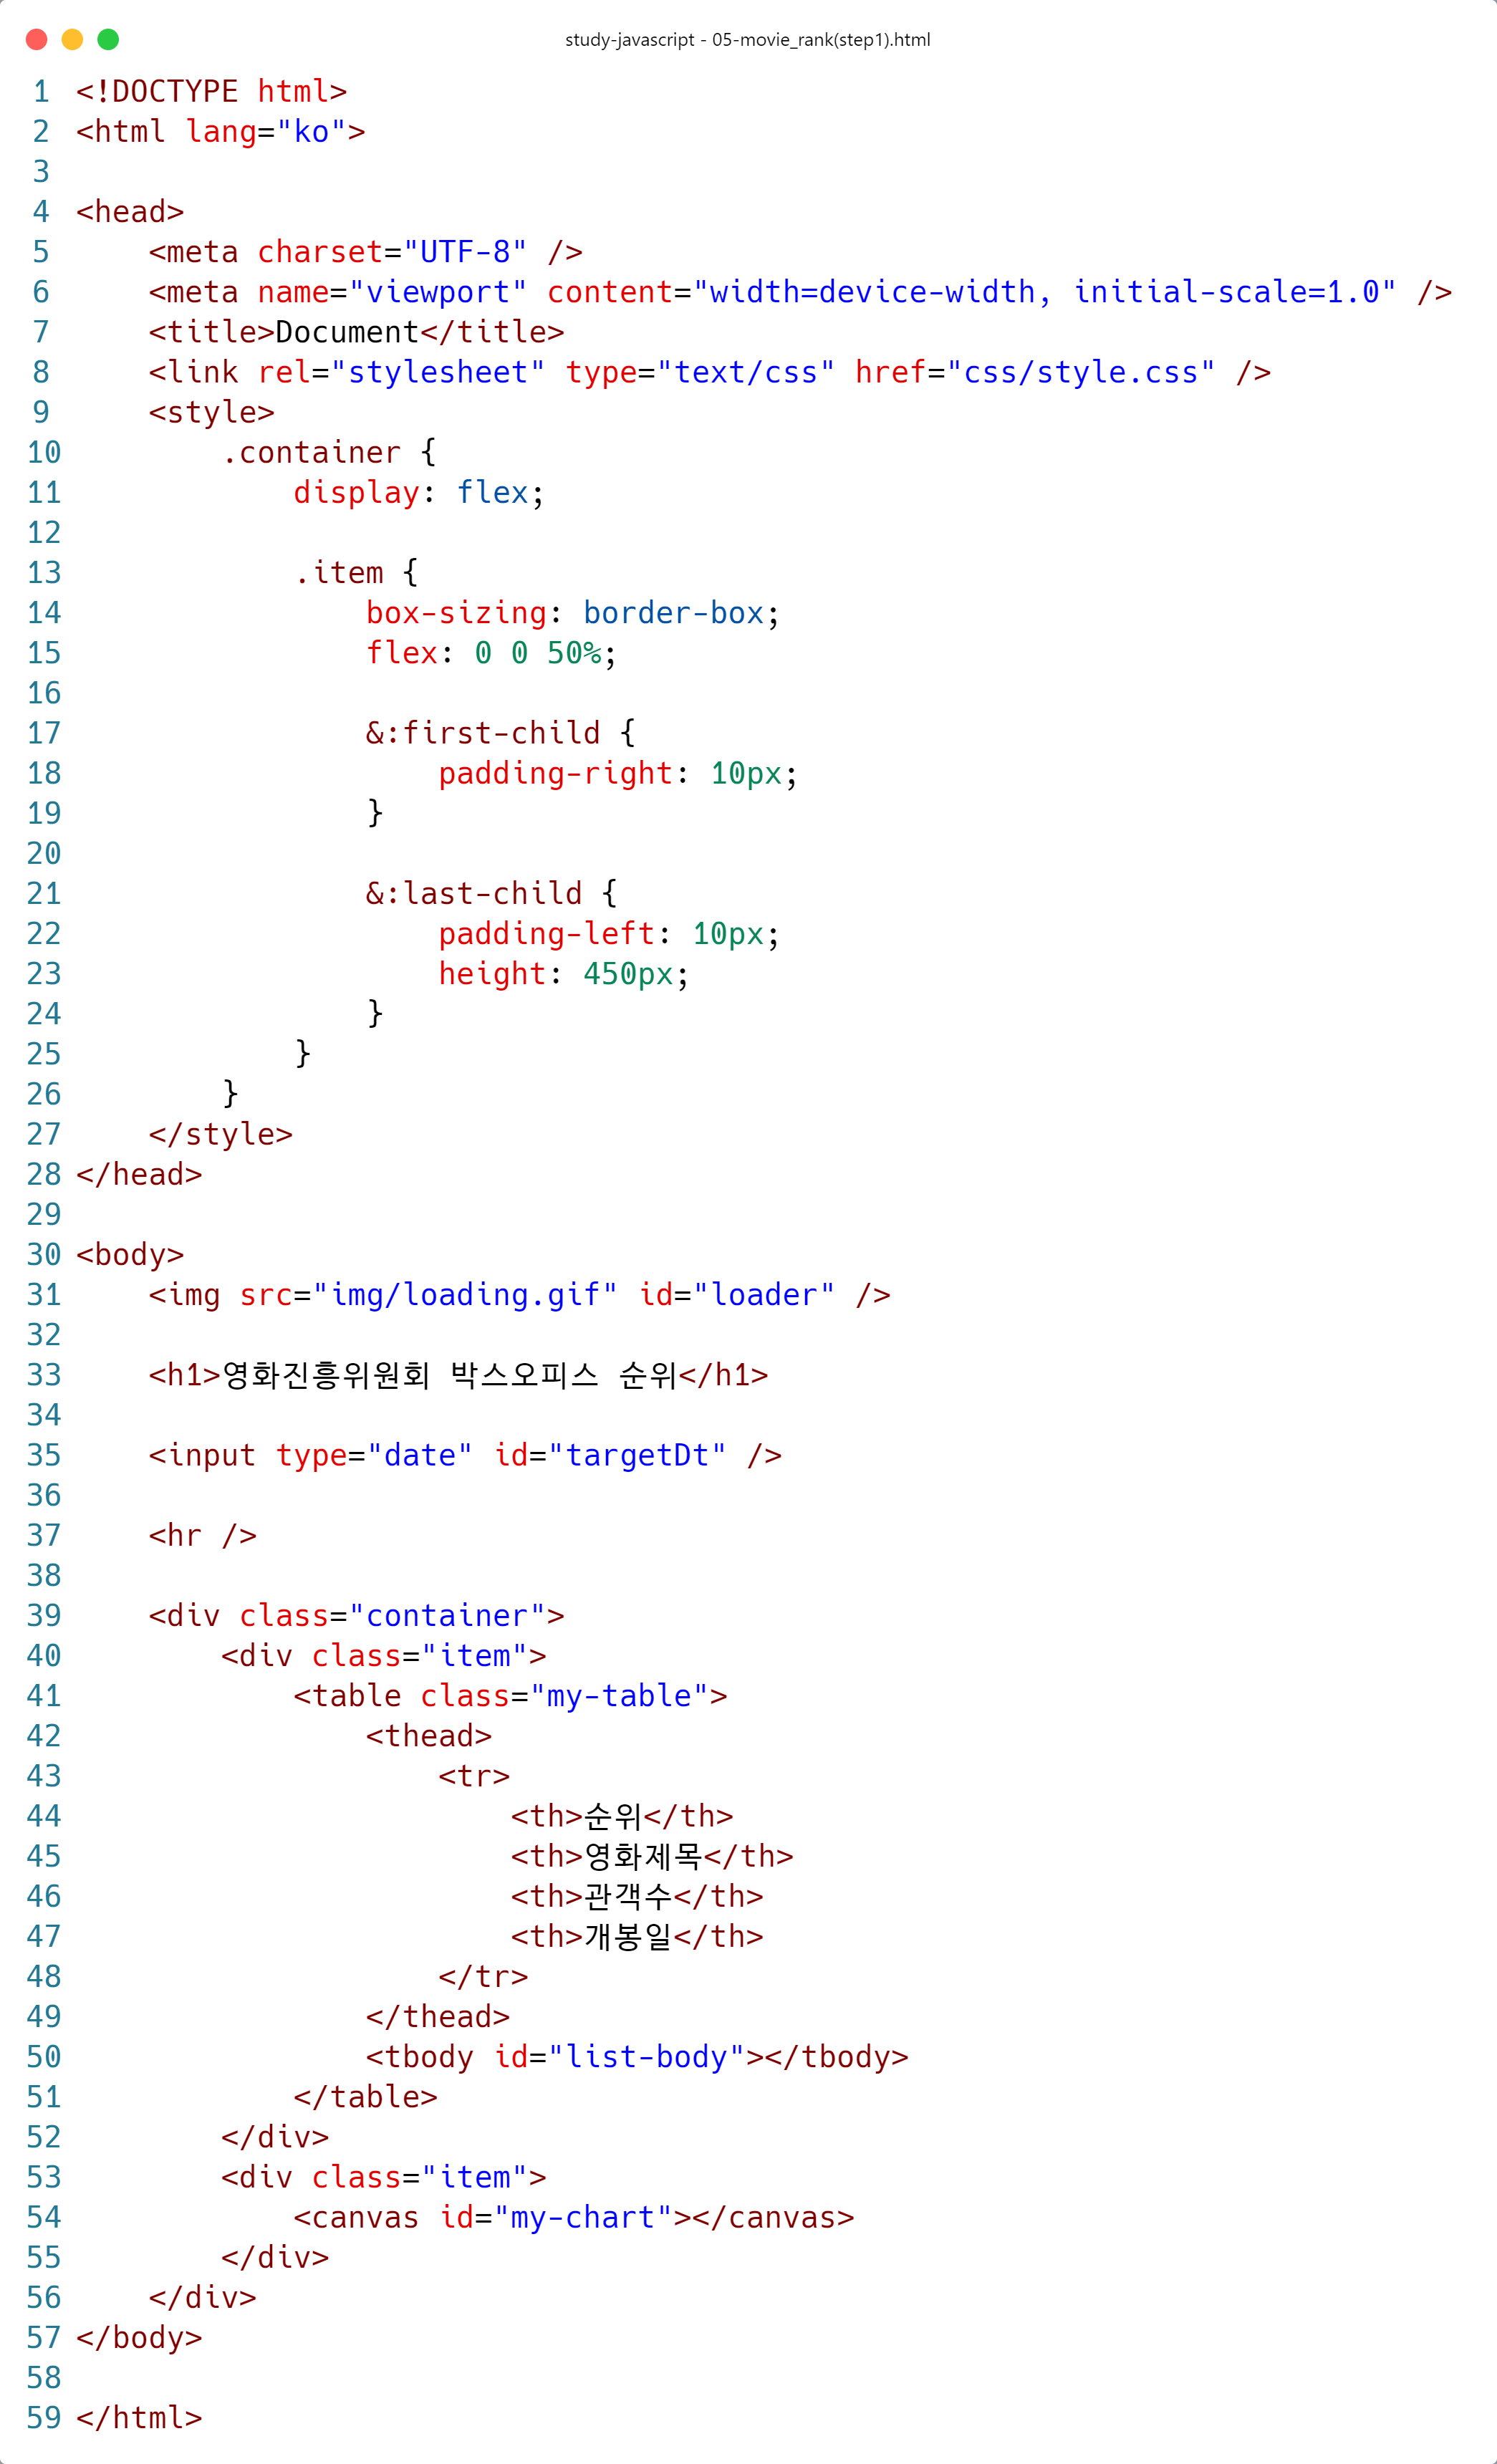 study-javascript - 05-movie_rank(step1).html
1 <!DOCTYPE html>
2 <html lang="ko">
3
4 <head>
5     <meta charset="UTF-8" />
6     <meta name="viewport" content="width=device-width, initial-scale=1.0" />
7     <title>Document</title>
8     <link rel="stylesheet" type="text/css" href="css/style.css" />
9     <style>
10         .container {
11             display: flex;
12
13             .item {
14                 box-sizing: border-box;
15                 flex: 0 0 50%;
16
17                 &:first-child {
18                     padding-right: 10px;
19                 }
20
21                 &:last-child {
22                     padding-left: 10px;
23                     height: 450px;
24                 }
25             }
26         }
27     </style>
28 </head>
29
30 <body>
31     <img src="img/loading.gif" id="loader" />
32
33     <h1>영화진흥위원회 박스오피스 순위</h1>
34
35     <input type="date" id="targetDt" />
36
37     <hr />
38
39     <div class="container">
40         <div class="item">
41             <table class="my-table">
42                 <thead>
43                     <tr>
44                         <th>순위</th>
45                         <th>영화제목</th>
46                         <th>관객수</th>
47                         <th>개봉일</th>
48                     </tr>
49                 </thead>
50                 <tbody id="list-body"></tbody>
51             </table>
52         </div>
53         <div class="item">
54             <canvas id="my-chart"></canvas>
55         </div>
56     </div>
57 </body>
58
59 </html>